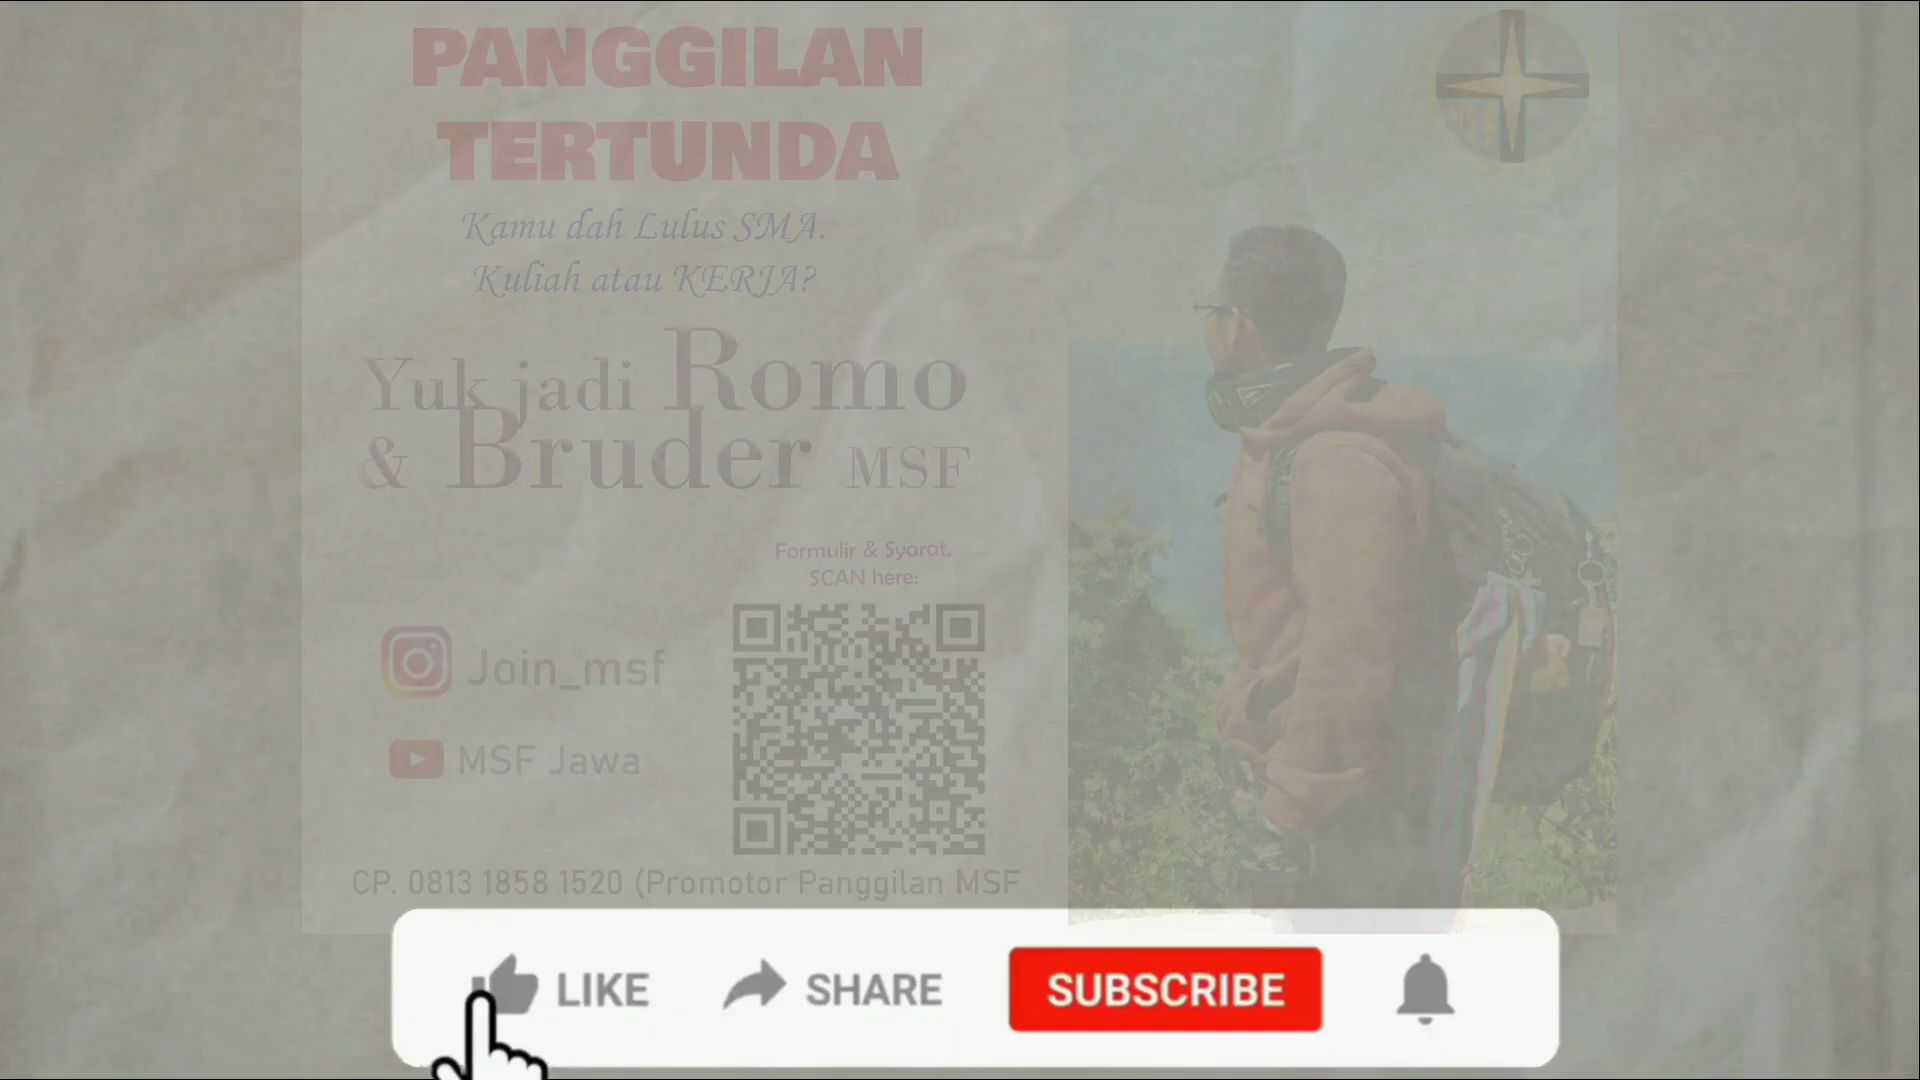 PANGGILAN
TERTUNDA
Kamu dah Lulus SMA.
Kuliah atau KERJA?
Yuk jadi Romo
& Bruder MSF
Formulir & Syarat,
SCAN here:
Join_msf
MSF Jawa
CP. 0813 1858 1520 (Promotor Panggilan MSF
LIKE SHARE SUBSCRIBE